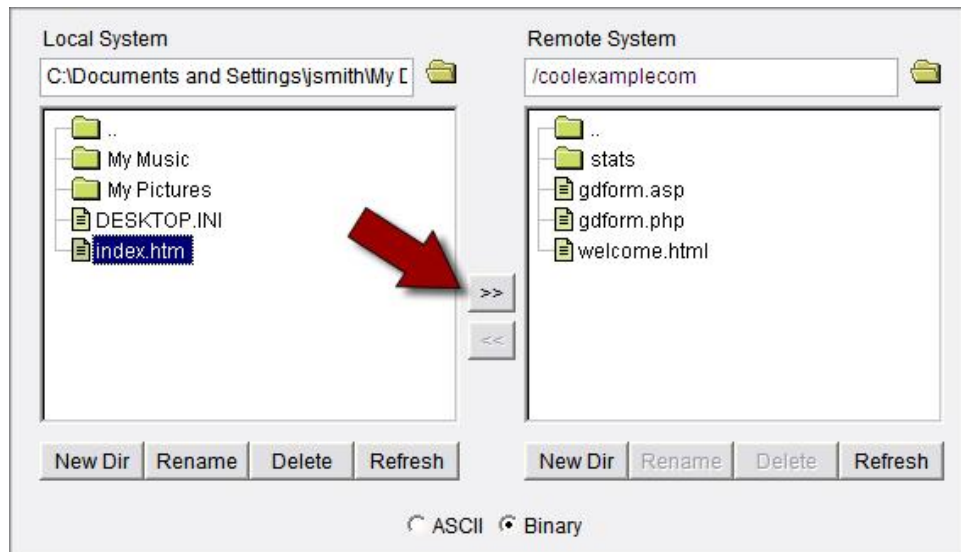 Local System
C:\Documents and Settings\jsmith\My D
..
My Music
My Pictures
DESKTOP.INI
index.htm
New Dir Rename Delete Refresh
>>
<<
Remote System
/coolexamplecom
..
stats
gdform.asp
gdform.php
welcome.html
New Dir Rename Delete Refresh
ASCII Binary